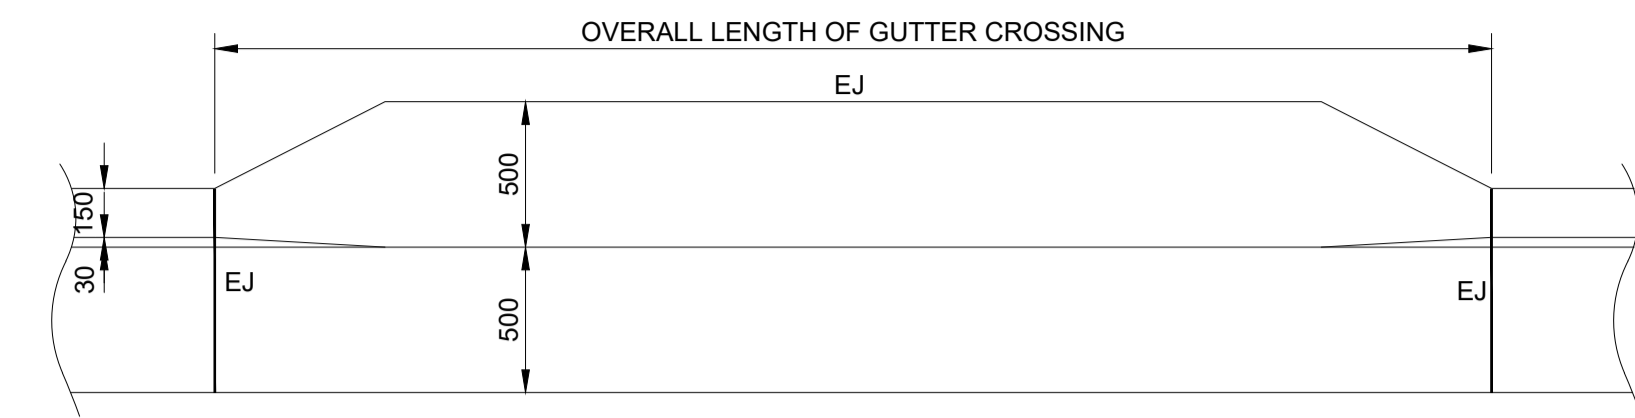 OVERALL LENGTH OF GUTTER CROSSING
EJ
500
150
30
EJ
EJ
500